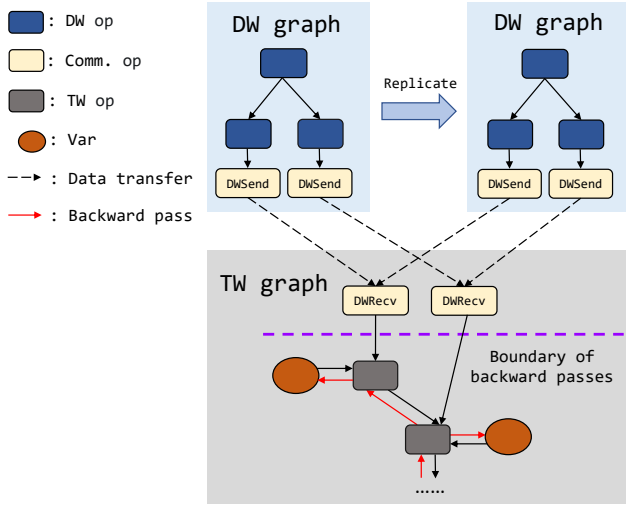 : DW op
: Comm. op
: TW op
: Var
: Data transfer
: Backward pass
DW graph
DW graph
Replicate
DWSend
DWSend
DWSend
DWSend
TW graph
DWRecv
DWRecv
Boundary of
backward passes
……